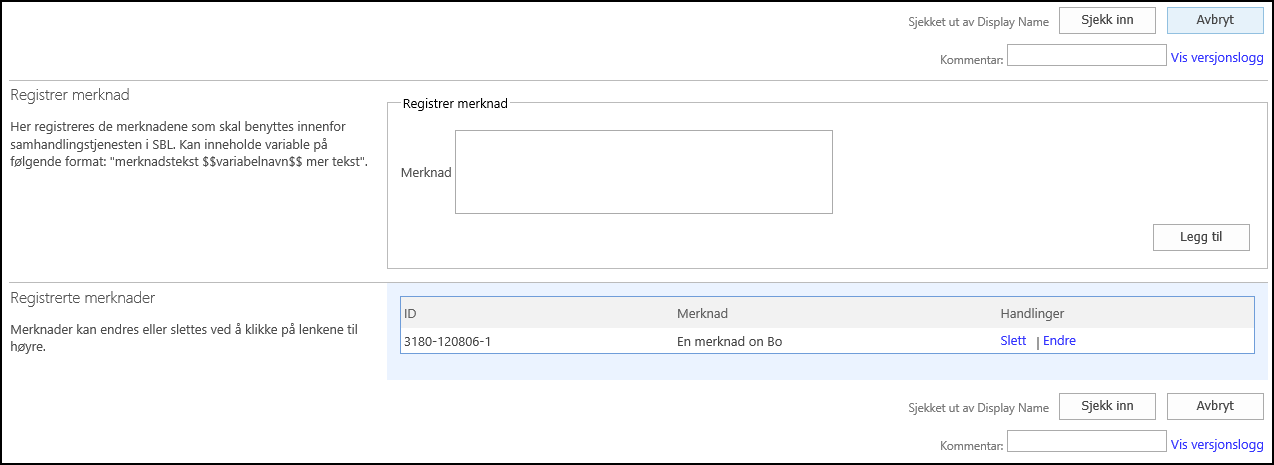 Sjekket ut av Display Name Sjekk inn Avbryt
Kommentar: Vis versjonslogg
Registrer merknad
Her registreres de merknadene som skal benyttes innenfor
samhandlingstjenesten i SBL. Kan inneholde variable på
følgende format: "merknadstekst $$variabelnavn$$ mer tekst".
Registrer merknad
Merknad
Legg til
Registrerte merknader
Merknader kan endres eller slettes ved å klikke på lenkene til
høyre.
ID Merknad Handlinger
3180-120806-1 En merknad on Bo Slett | Endre
Sjekket ut av Display Name Sjekk inn Avbryt
Kommentar: Vis versjonslogg